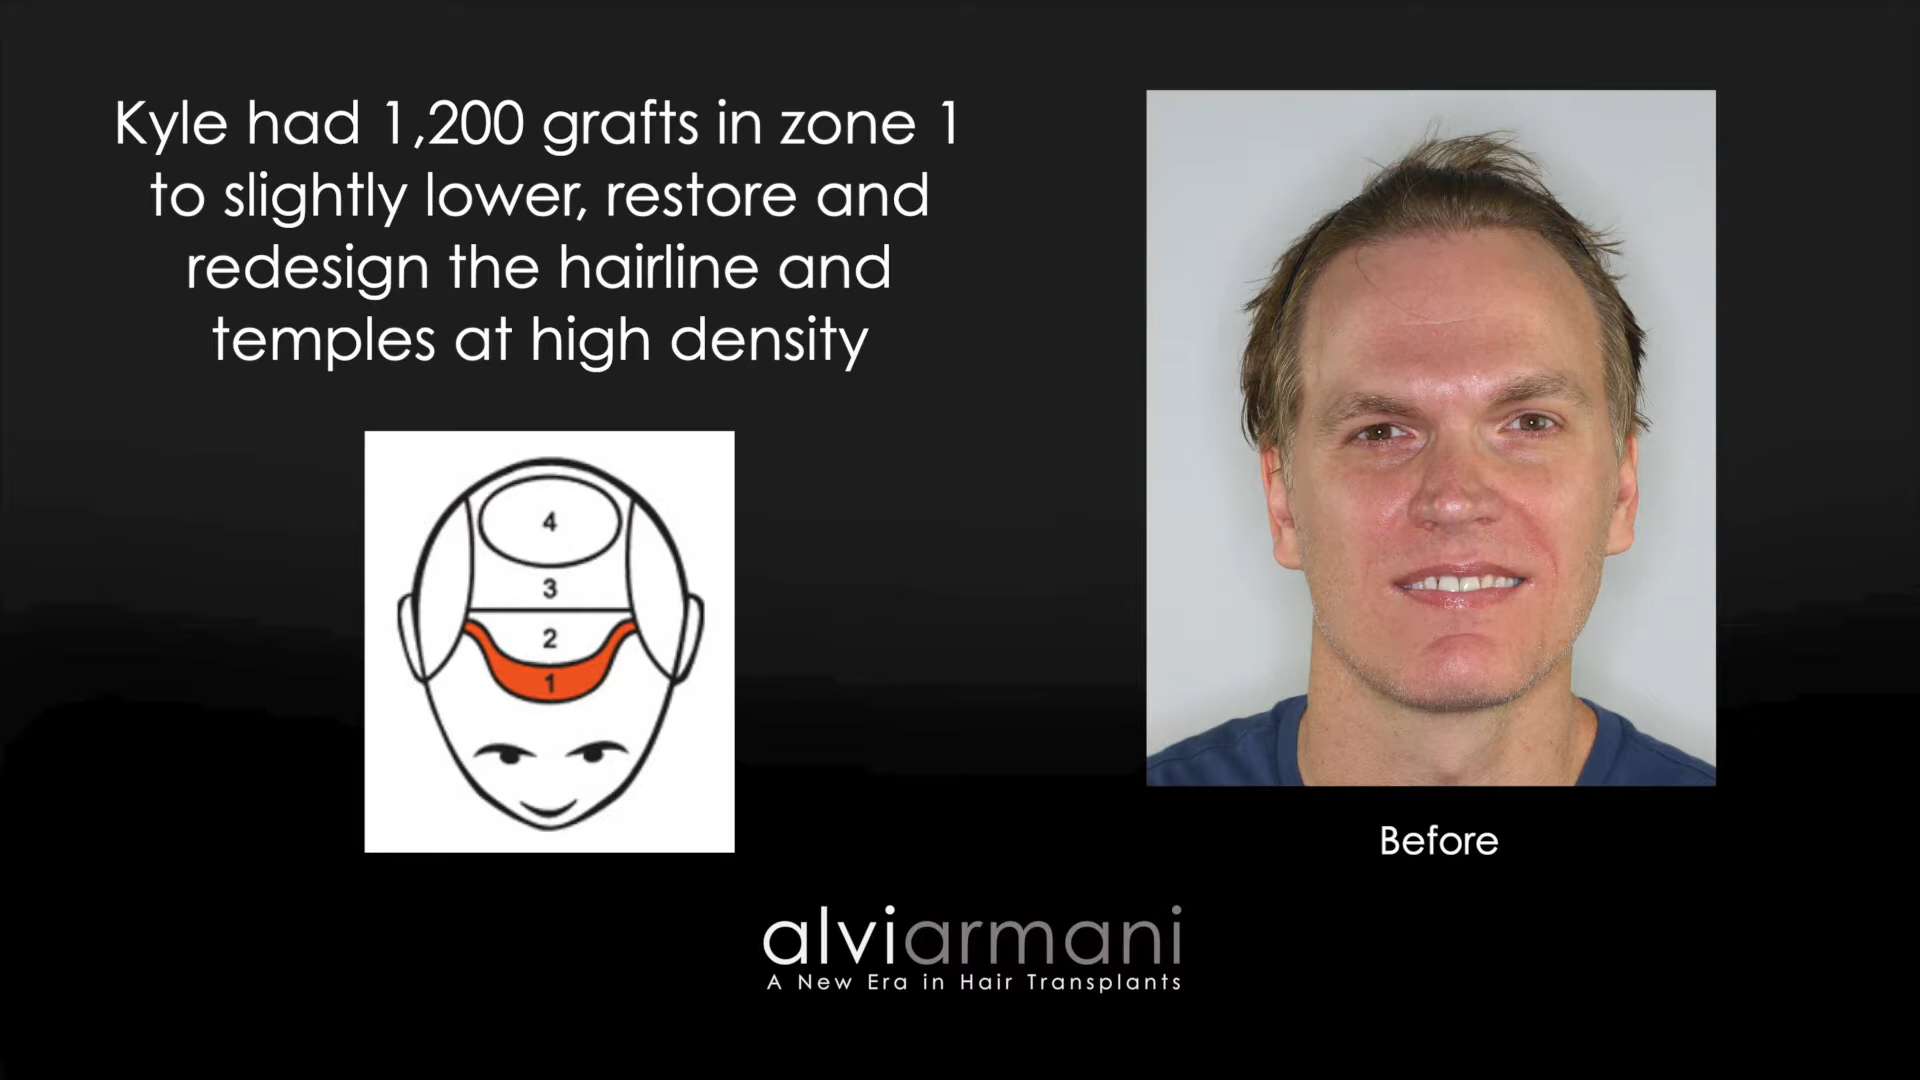 Kyle had 1,200 grafts in zone 1
to slightly lower, restore and
redesign the hairline and
temples at high density
4
3
2
1
Before
alviarmani
A New Era in Hair Transplants